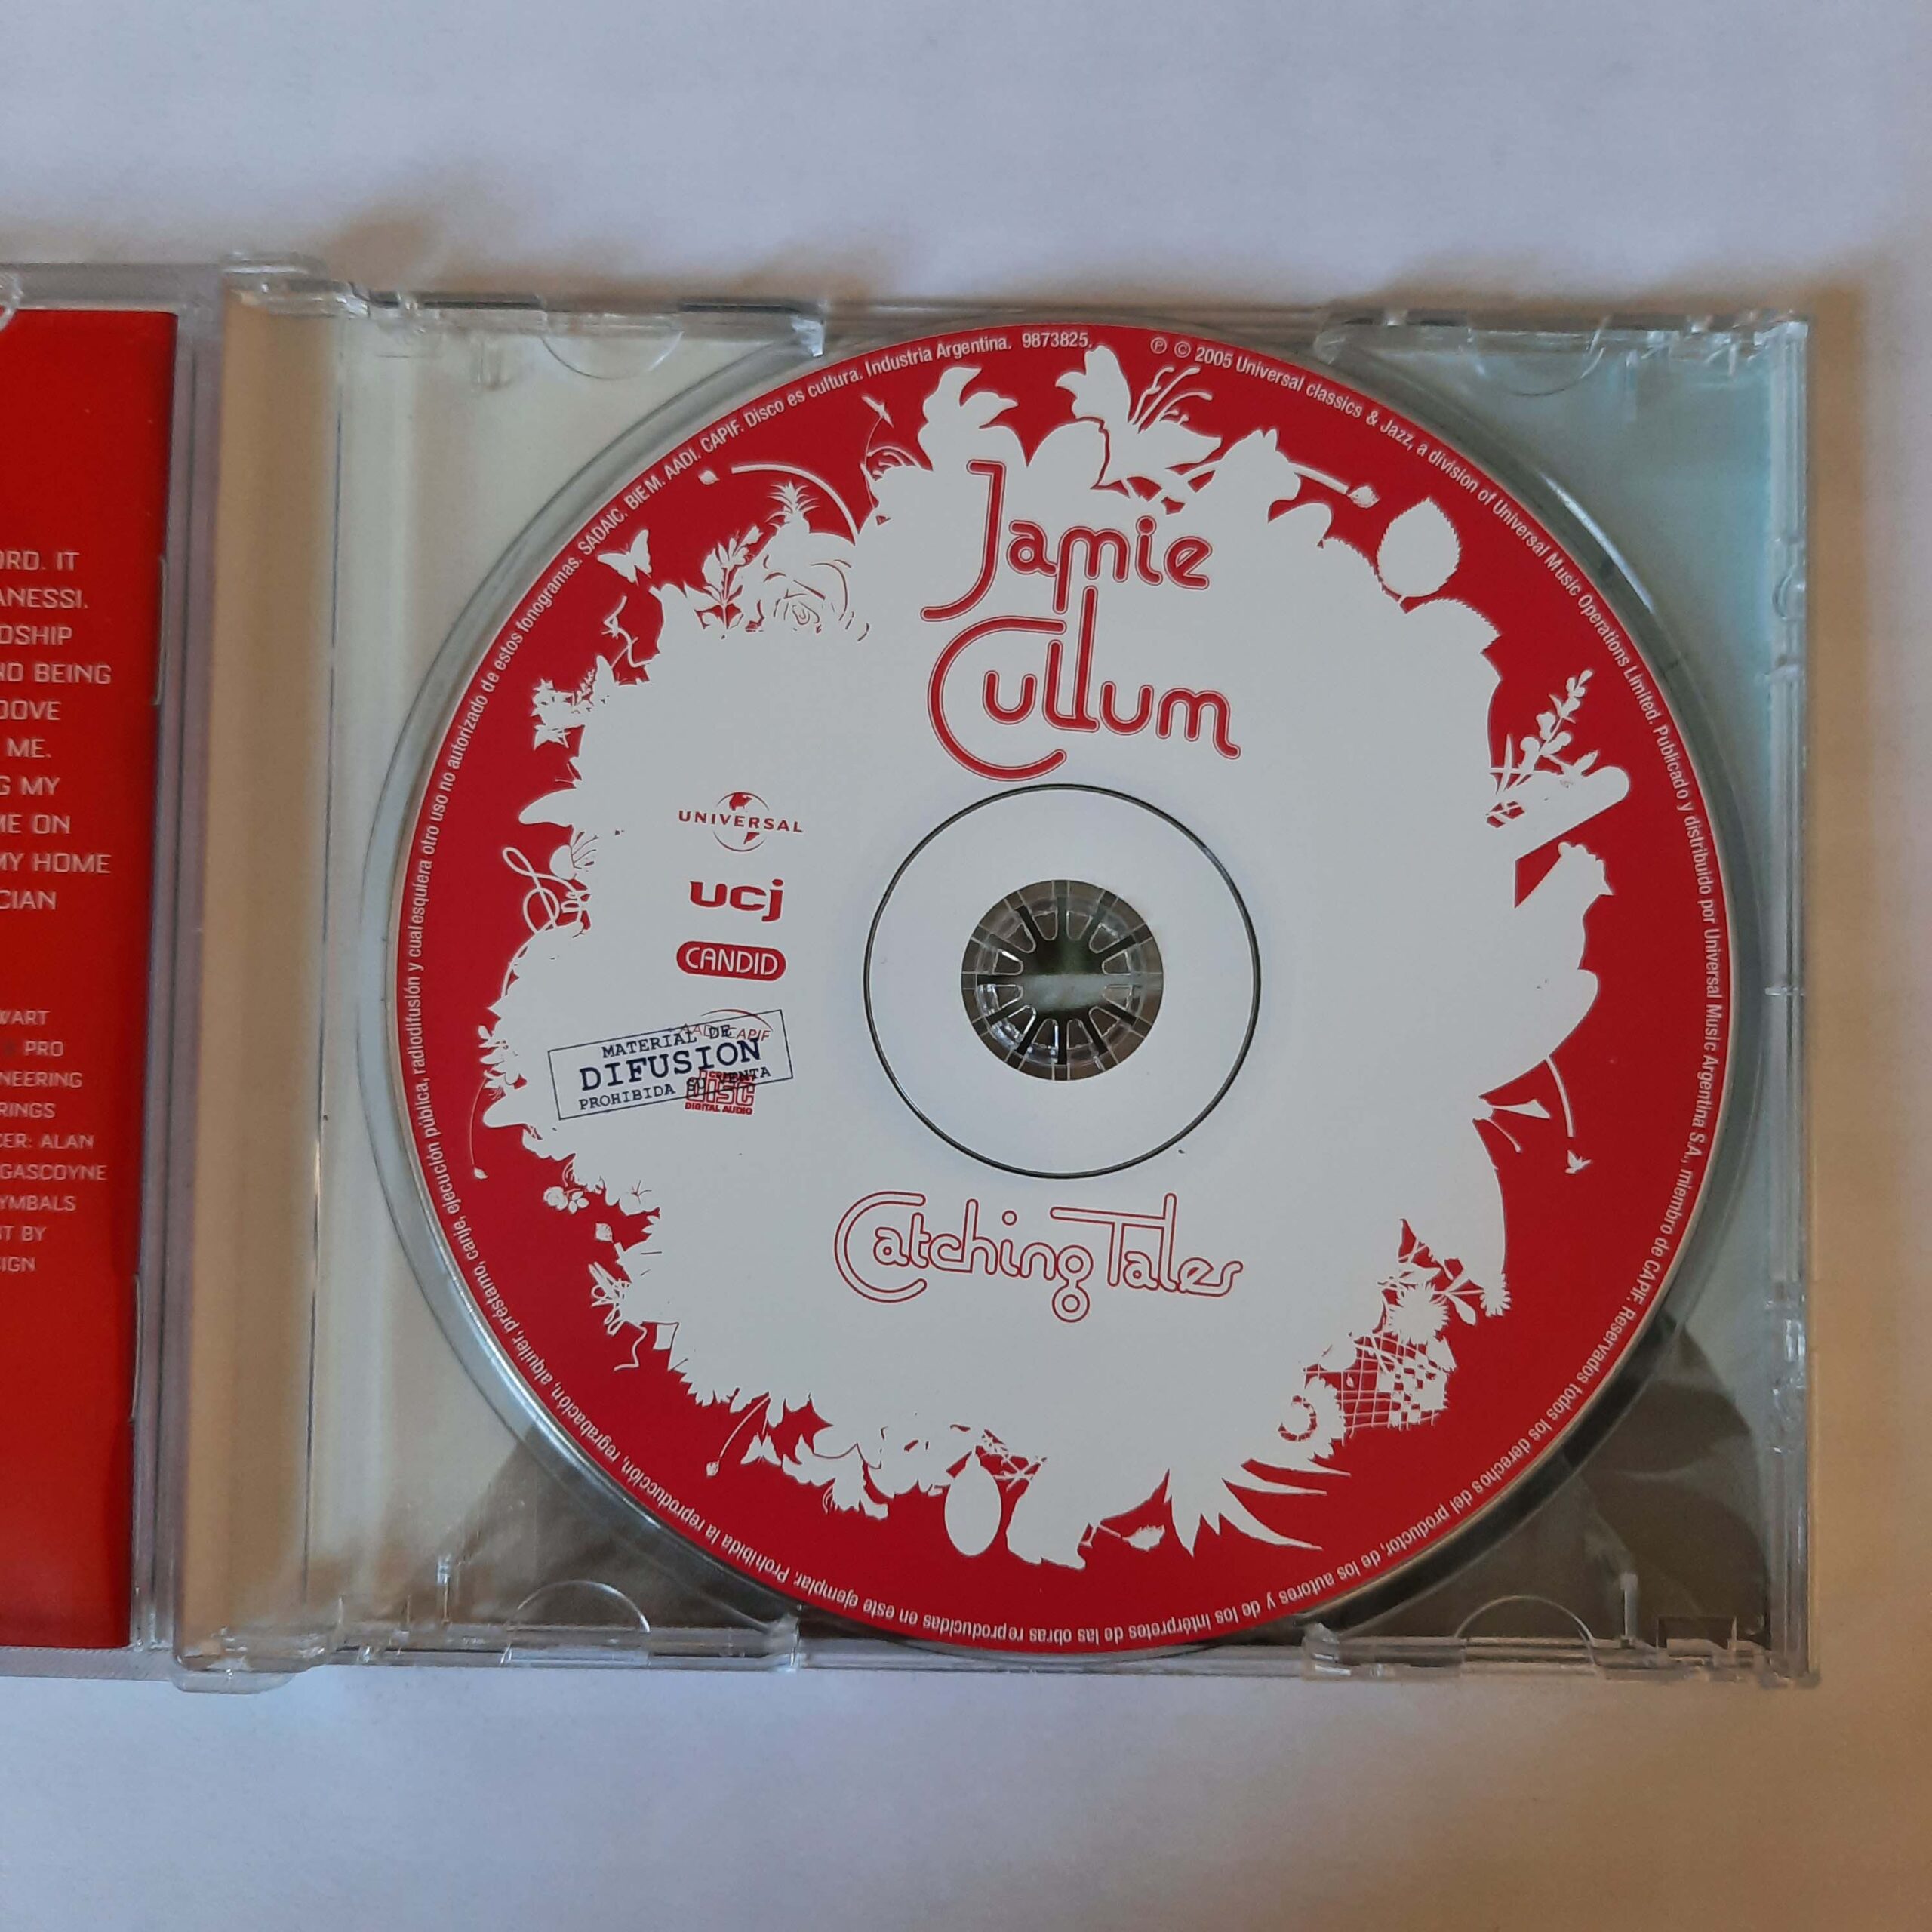 ORD. IT
ANESSI.
DSHIP
ND BEING
OOVE
ME.
G MY
ME ON
MY HOME
CIAN
WART
PRO
NEERING
RINGS
CER: ALAN
GASCOYNE
YMBALS
T BY
IGN
Jamie
Cullum
UNIVERSAL
ucj
CANDID
AADI CAPIF
MATERIAL DE
DIFUSION
PROHIBIDA SU VENTA
COMPACT
disc
DIGITAL AUDIO
Catching Tales
℗ © 2005 Universal classics & Jazz, a division of Universal Music Operations Limited. Publicado y distribuido por Universal Music Argentina S.A., miembro de CAPIF. Reservados todos los derechos del productor, de los autores y de los intérpretes de las obras reproducidas en este ejemplar. Prohibida la reproducción, regrabación, alquiler, préstamo, canje, ejecución pública, radiodifusión y cualesquiera otro uso no autorizado de estos fonogramas. SADAIC. BIEM. AADI. CAPIF. Disco es cultura. Industria Argentina. 9873825.